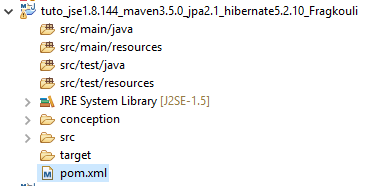 tuto_jse1.8.144_maven3.5.0_jpa2.1_hibernate5.2.10_Fragkouli
src/main/java
src/main/resources
src/test/java
src/test/resources
JRE System Library [J2SE-1.5]
conception
src
target
pom.xml